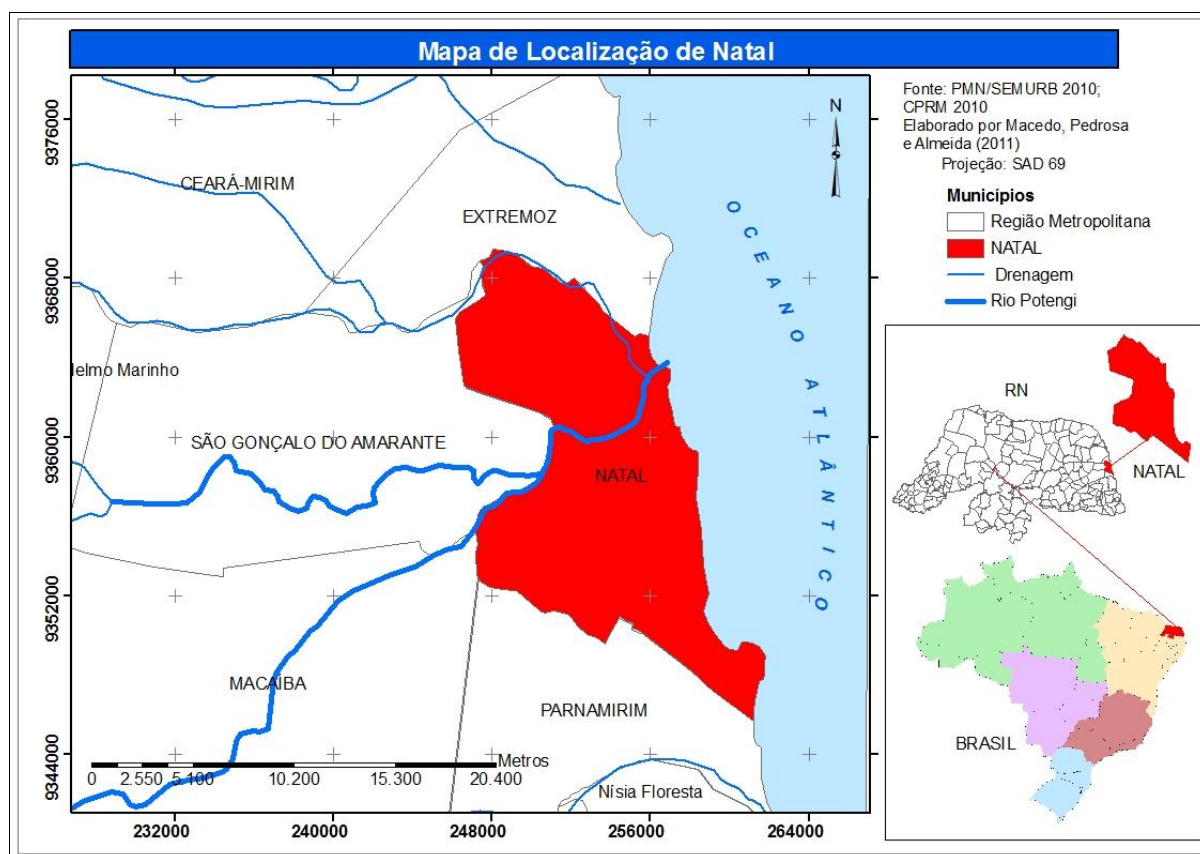 Mapa de Localização de Natal
Fonte: PMN/SEMURB 2010;
CPRM 2010
Elaborado por Macedo, Pedrosa
e Almeida (2011)
Projeção: SAD 69
Municípios
Região Metropolitana
NATAL
Drenagem
Rio Potengi
N
9376000
9368000
9360000
9352000
9344000
CEARÁ-MIRIM
EXTREMOZ
OCEANO ATLÂNTICO
Ielmo Marinho
SÃO GONÇALO DO AMARANTE
NATAL
MACAIBA
PARNAMIRIM
Nísia Floresta
Metros
0 2.550 5.100 10.200 15.300 20.400
232000 240000 248000 256000 264000
RN
NATAL
BRASIL